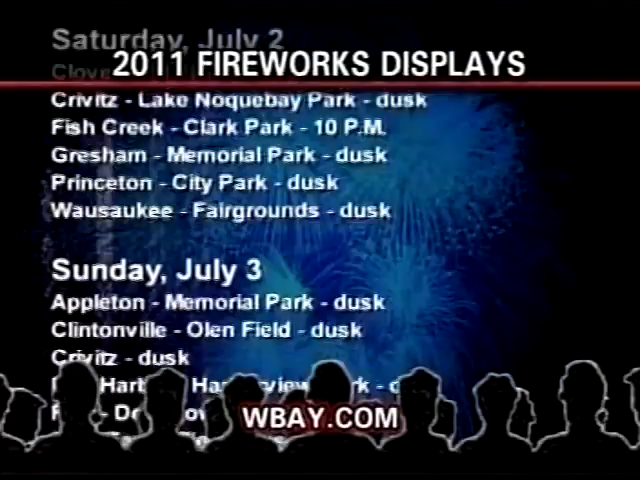 Saturday, July 2
2011 FIREWORKS DISPLAYS
Crivitz - Lake Noquebay Park - dusk
Fish Creek - Clark Park - 10 P.M.
Gresham - Memorial Park - dusk
Princeton - City Park - dusk
Wausaukee - Fairgrounds - dusk
Sunday, July 3
Appleton - Memorial Park - dusk
Clintonville - Olen Field - dusk
Crivitz - dusk
WBAY.COM